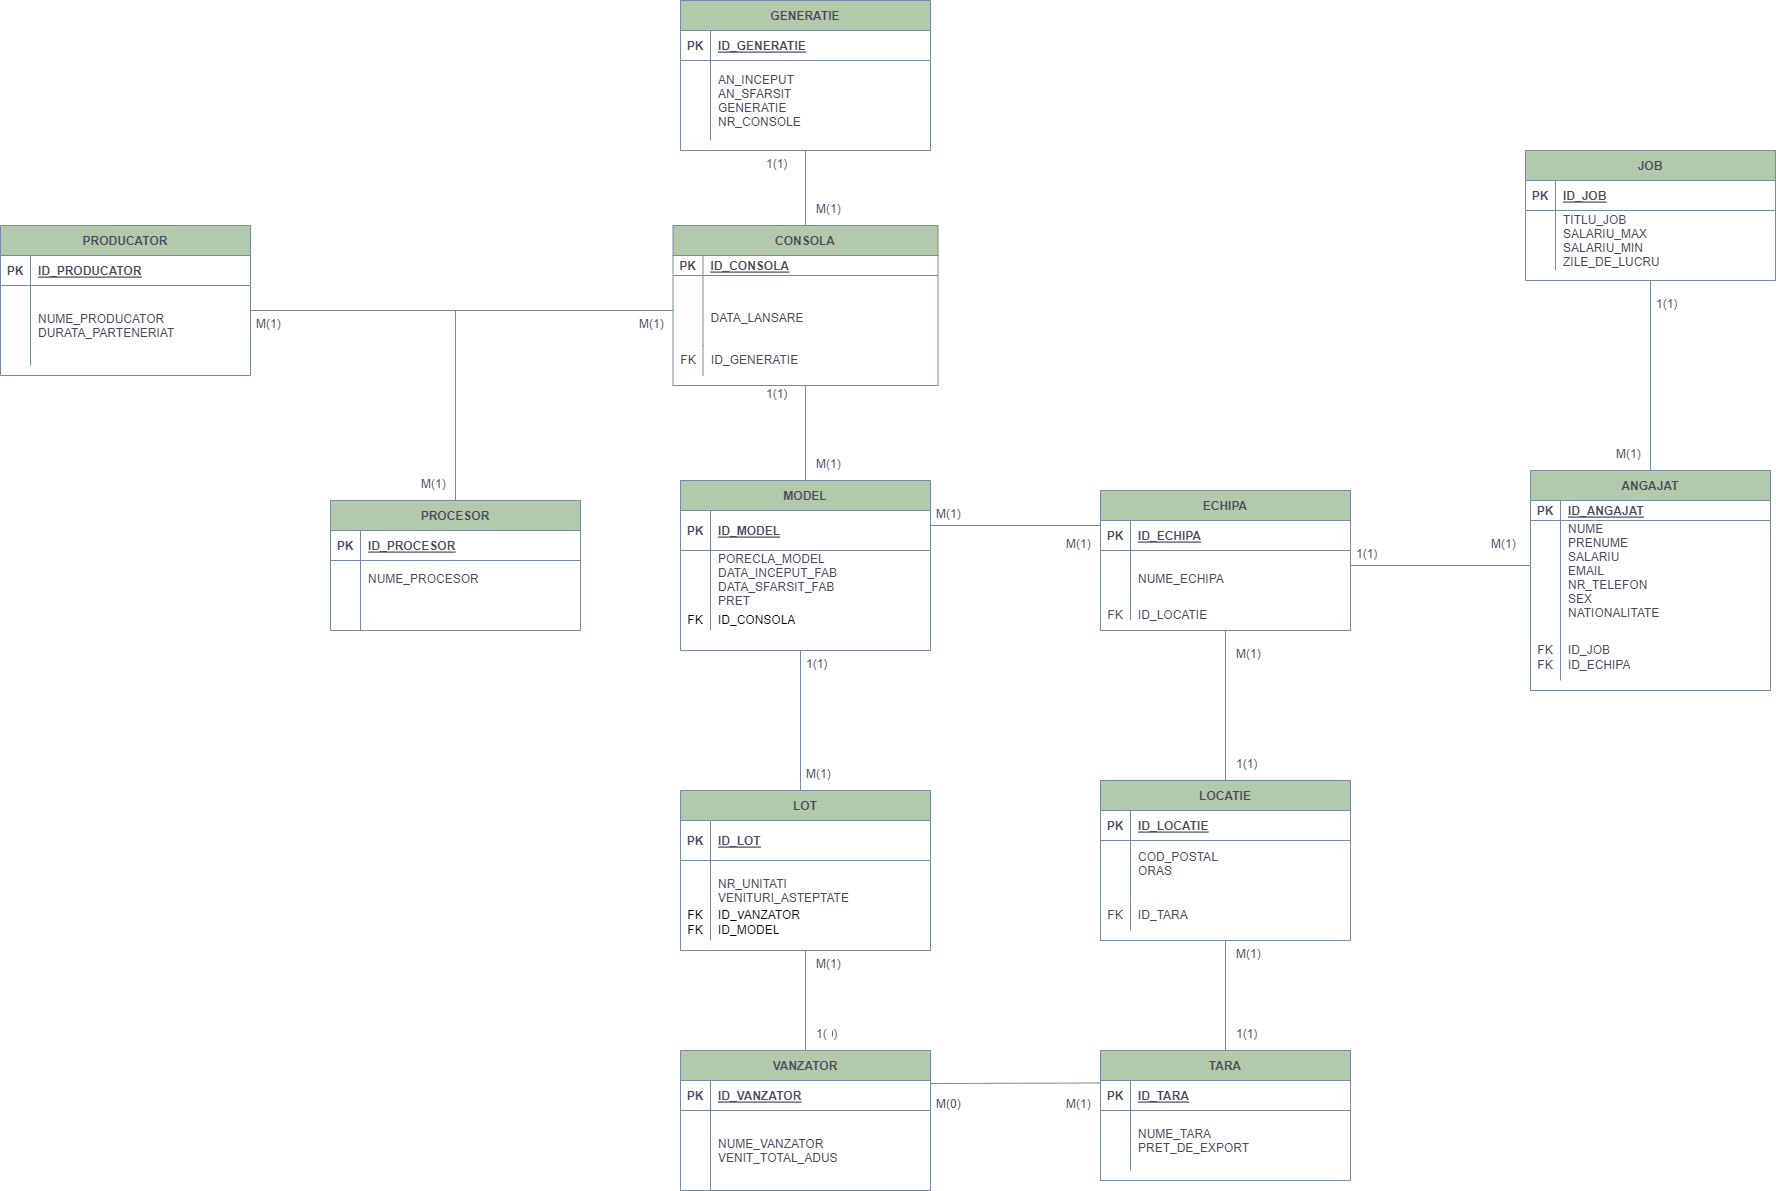 GENERATIE
PK ID_GENERATIE
AN_INCEPUT
AN_SFARSIT
GENERATIE
NR_CONSOLE
1(1)
M(1)
JOB
PK ID_JOB
TITLU_JOB
SALARIU_MAX
SALARIU_MIN
ZILE_DE_LUCRU
1(1)
M(1)
PRODUCATOR
PK ID_PRODUCATOR
NUME_PRODUCATOR
DURATA_PARTENERIAT
M(1)
M(1)
CONSOLA
PK ID_CONSOLA
DATA_LANSARE
FK ID_GENERATIE
1(1)
M(1)
M(1)
PROCESOR
PK ID_PROCESOR
NUME_PROCESOR
MODEL
PK ID_MODEL
PORECLA_MODEL
DATA_INCEPUT_FAB
DATA_SFARSIT_FAB
PRET
FK ID_CONSOLA
M(1)
M(1)
ECHIPA
PK ID_ECHIPA
NUME_ECHIPA
FK ID_LOCATIE
1(1)
M(1)
ANGAJAT
PK ID_ANGAJAT
NUME
PRENUME
SALARIU
EMAIL
NR_TELEFON
SEX
NATIONALITATE
FK ID_JOB
FK ID_ECHIPA
1(1)
M(1)
M(1)
1(1)
LOT
PK ID_LOT
NR_UNITATI
VENITURI_ASTEPTATE
FK ID_VANZATOR
FK ID_MODEL
LOCATIE
PK ID_LOCATIE
COD_POSTAL
ORAS
FK ID_TARA
M(1)
M(1)
1(1)
VANZATOR
PK ID_VANZATOR
NUME_VANZATOR
VENIT_TOTAL_ADUS
M(0)
M(1)
TARA
PK ID_TARA
NUME_TARA
PRET_DE_EXPORT